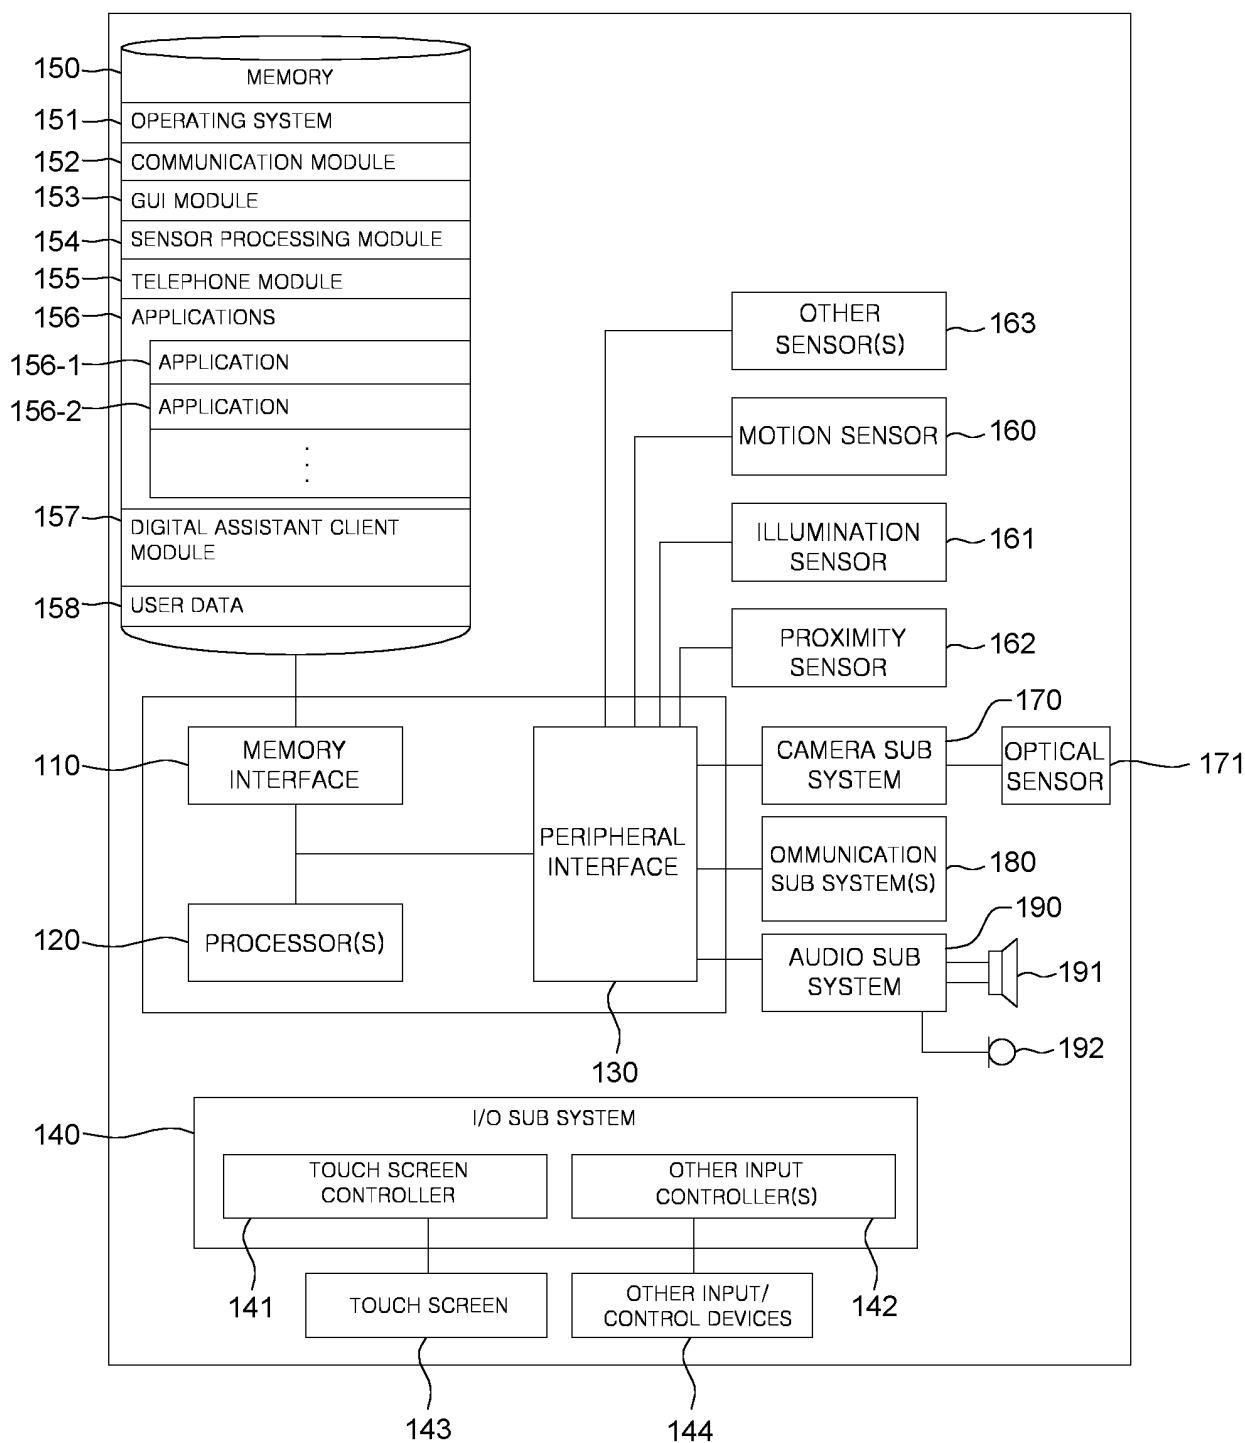 150
MEMORY
151
OPERATING SYSTEM
152
COMMUNICATION MODULE
153
GUI MODULE
154
SENSOR PROCESSING MODULE
155
TELEPHONE MODULE
156
APPLICATIONS
156-1
APPLICATION
156-2
APPLICATION
157
DIGITAL ASSISTANT CLIENT
MODULE
158
USER DATA
OTHER
SENSOR(S)
163
MOTION SENSOR
160
ILLUMINATION
SENSOR
161
PROXIMITY
SENSOR
162
110
MEMORY
INTERFACE
120
PROCESSOR(S)
PERIPHERAL
INTERFACE
130
CAMERA SUB
SYSTEM
170
OPTICAL
SENSOR
171
OMMUNICATION
SUB SYSTEM(S)
180
AUDIO SUB
SYSTEM
190
191
192
140
I/O SUB SYSTEM
TOUCH SCREEN
CONTROLLER
141
OTHER INPUT
CONTROLLER(S)
142
TOUCH SCREEN
143
OTHER INPUT/
CONTROL DEVICES
144